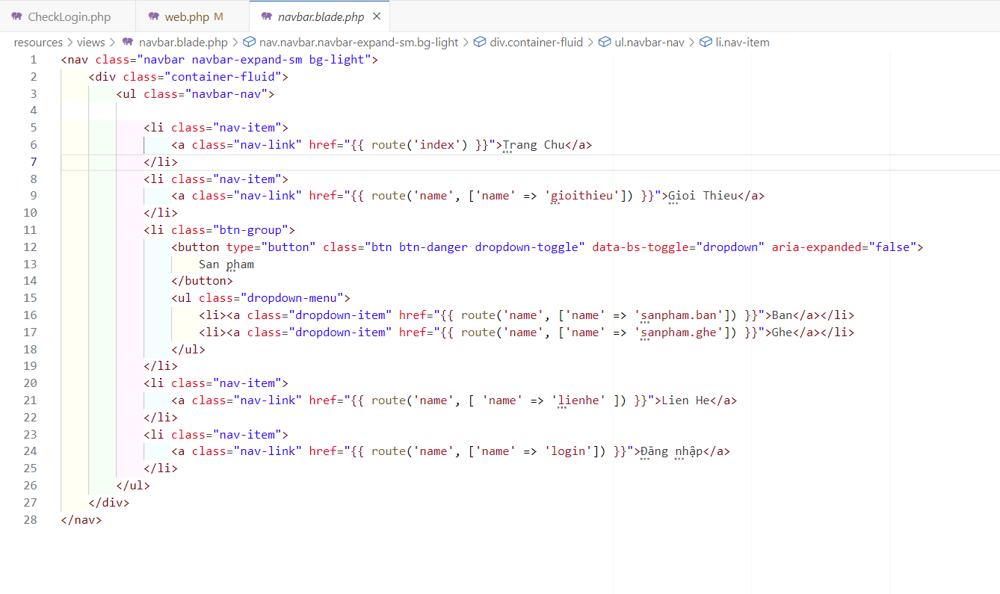 CheckLogin.php web.php M navbar.blade.php
resources > views > navbar.blade.php > nav.navbar.navbar-expand-sm.bg-light > div.container-fluid > ul.navbar-nav > li.nav-item
1 <nav class="navbar navbar-expand-sm bg-light">
2 <div class="container-fluid">
3 <ul class="navbar-nav">
4
5 <li class="nav-item">
6 <a class="nav-link" href="{{ route('index') }}">Trang Chu</a>
7 </li>
8 <li class="nav-item">
9 <a class="nav-link" href="{{ route('name', ['name' => 'gioithieu']) }}">Gioi Thieu</a>
10 </li>
11 <li class="btn-group">
12 <button type="button" class="btn btn-danger dropdown-toggle" data-bs-toggle="dropdown" aria-expanded="false">
13 San pham
14 </button>
15 <ul class="dropdown-menu">
16 <li><a class="dropdown-item" href="{{ route('name', ['name' => 'sanpham.ban']) }}">Ban</a></li>
17 <li><a class="dropdown-item" href="{{ route('name', ['name' => 'sanpham.ghe']) }}">Ghe</a></li>
18 </ul>
19 </li>
20 <li class="nav-item">
21 <a class="nav-link" href="{{ route('name', [ 'name' => 'lienhe' ]) }}">Lien He</a>
22 </li>
23 <li class="nav-item">
24 <a class="nav-link" href="{{ route('name', ['name' => 'login']) }}">Đăng nhập</a>
25 </li>
26 </ul>
27 </div>
28 </nav>